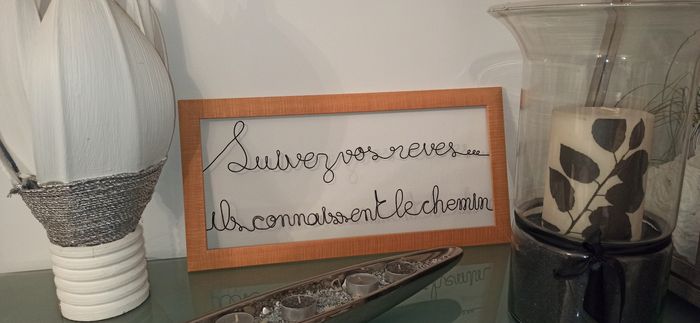 Suivez vos reves...
ils connaissent le chemin